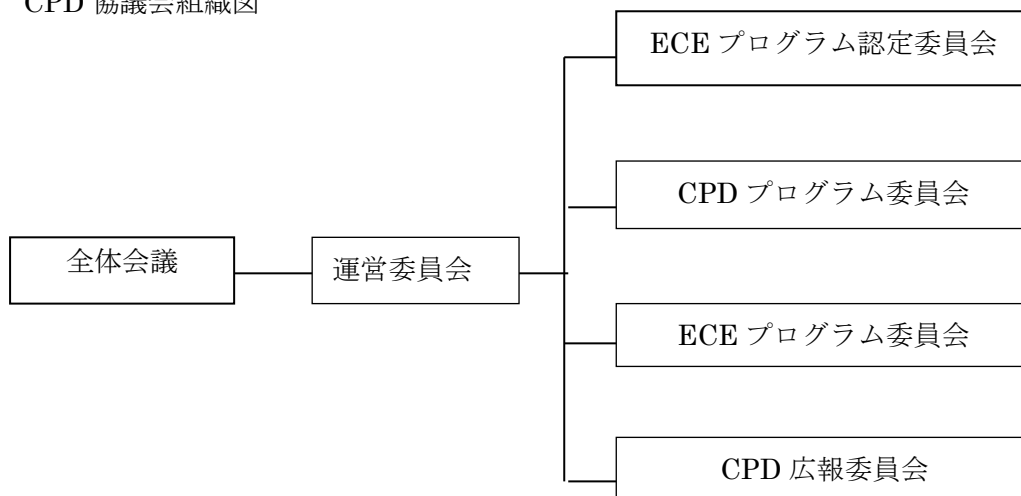 CPD 協議会組織図
ECE プログラム認定委員会
CPD プログラム委員会
全体会議
運営委員会
ECE プログラム委員会
CPD 広報委員会